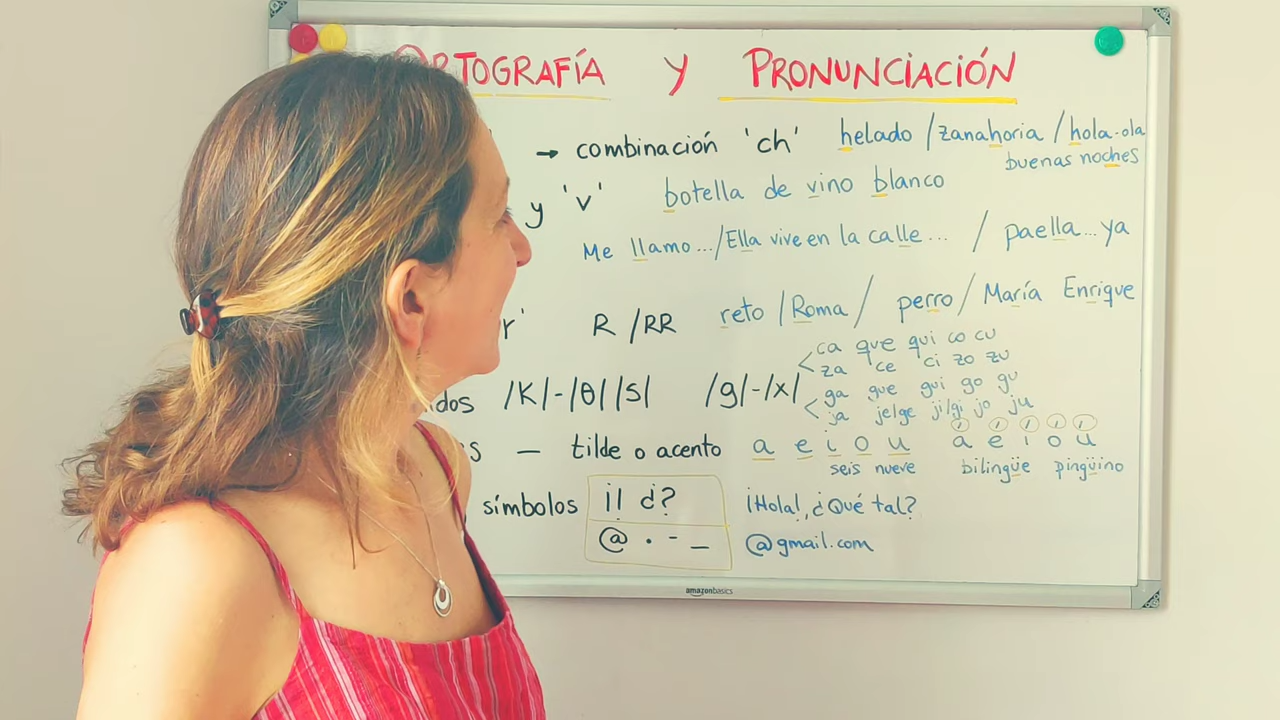 ORTOGRAFÍA Y PRONUNCIACIÓN
→ combinación 'ch' helado / zanahoria / hola-ola
buenas noches
y 'v' botella de vino blanco
Me llamo... / Ella vive en la calle... / paella... ya
r' R / RR reto / Roma / perro / María Enrique
ca que qui co cu
za ce ci zo zu
idos /K/-/θ/ /s/ /g/-/x/ ga gue gui go gu
ja je/ge ji/gi jo ju
s — tilde o acento a e i o u á é í ó ú
seis nueve bilingüe pingüino
símbolos ¡! ¿? ¡Hola!, ¿Qué tal?
@ . - _ @gmail.com
amazonbasics